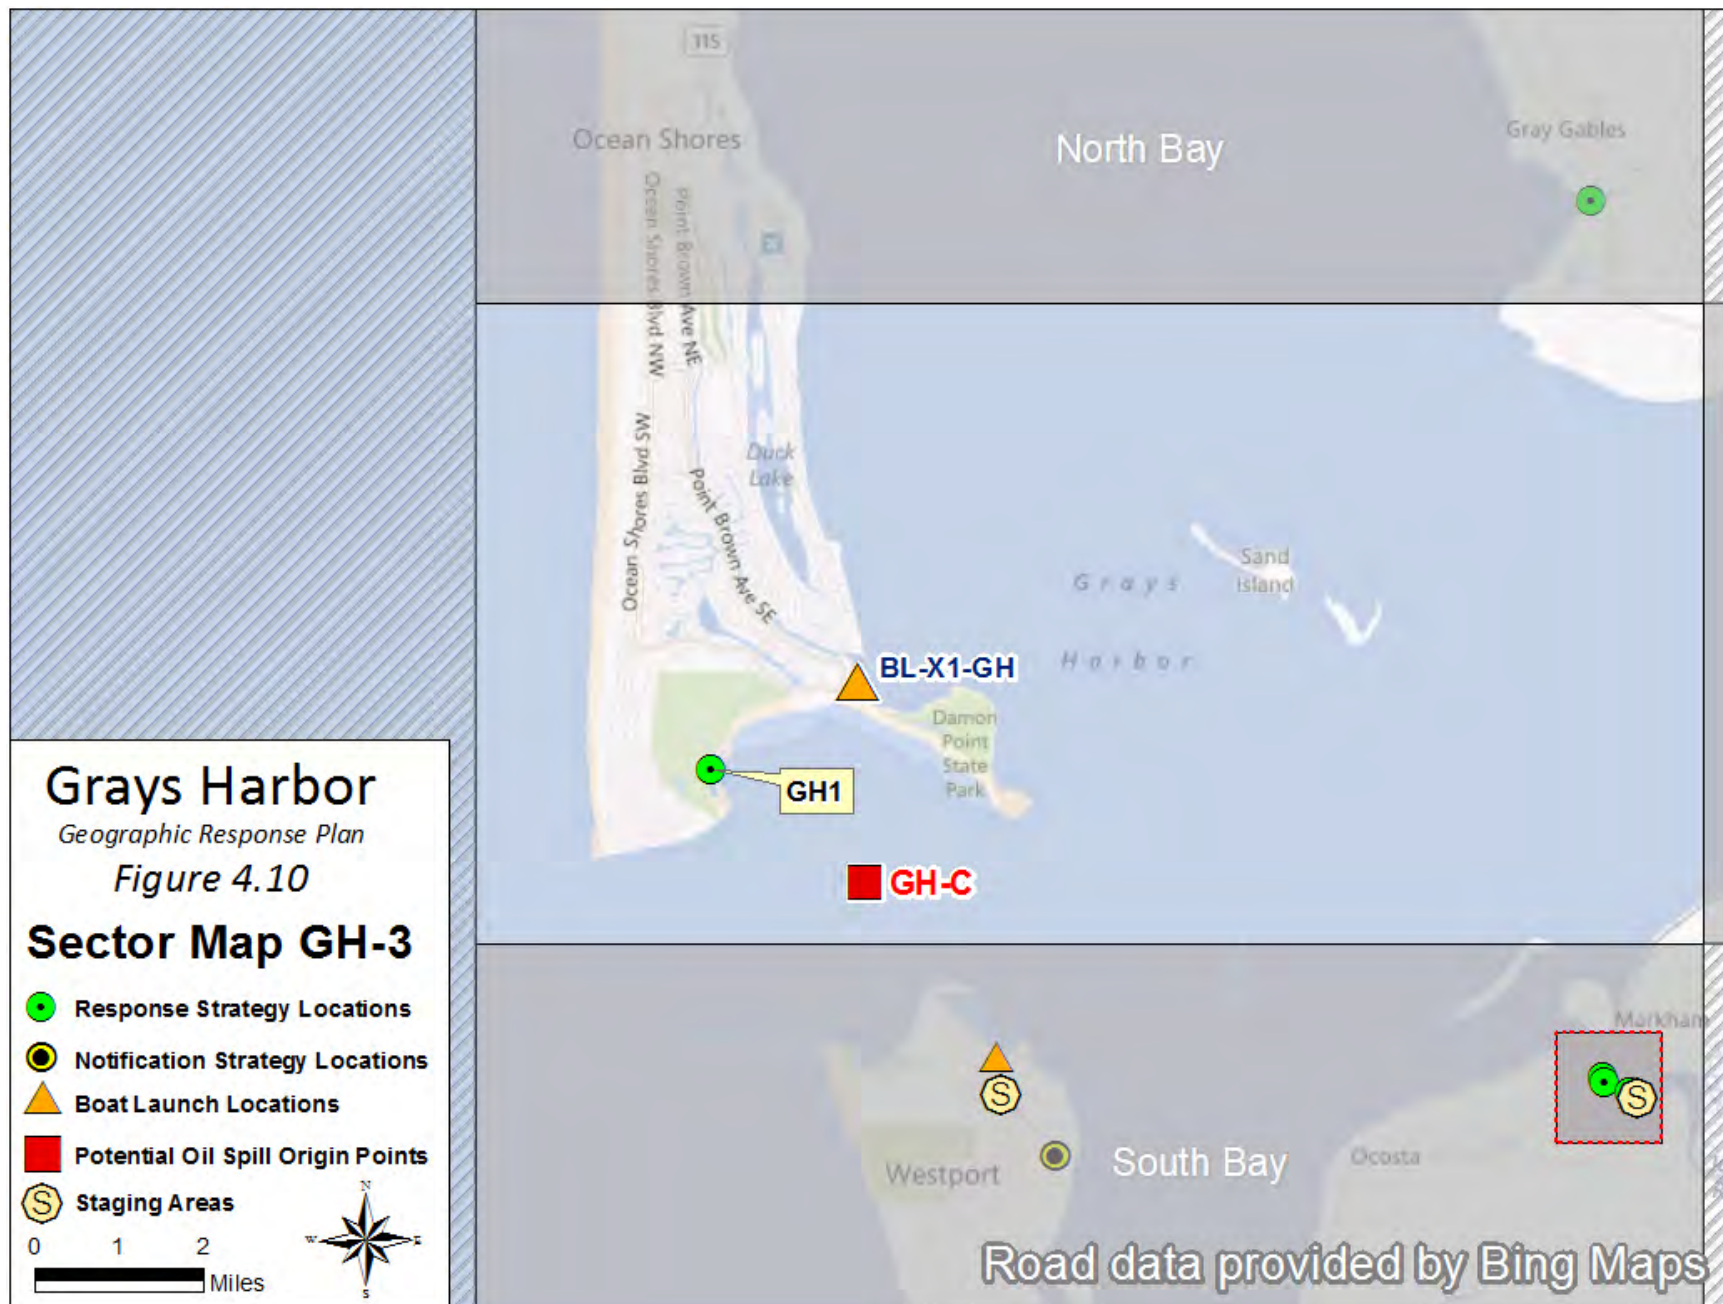 115
Ocean Shores
North Bay
Gray Gables
Ocean Shores Blvd NW
Point Brown Ave NE
Duck
Lake
Ocean Shores Blvd SW
Point Brown Ave SE
Sand
Island
Grays
Harbor
BL-X1-GH
Damon
Point
State
Park
GH1
GH-C
Grays Harbor
Geographic Response Plan
Figure 4.10
Sector Map GH-3
Response Strategy Locations
Notification Strategy Locations
Boat Launch Locations
Potential Oil Spill Origin Points
S Staging Areas
0 1 2
Miles
N
W E
S
Markham
S
S
Westport
South Bay
Ocosta
Road data provided by Bing Maps